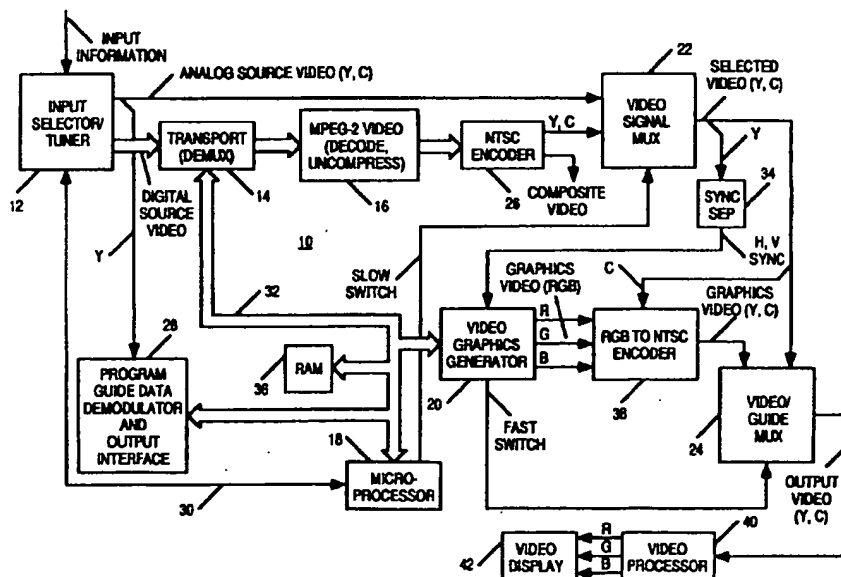 INPUT
INFORMATION
ANALOG SOURCE VIDEO (Y, C)
22
SELECTED
VIDEO (Y, C)
INPUT
SELECTOR/
TUNER
12
TRANSPORT
(DEMUX)
14
MPEG-2 VIDEO
(DECODE,
UNCOMPRESS)
16
NTSC
ENCODER
26
Y, C
COMPOSITE
VIDEO
VIDEO
SIGNAL
MUX
Y
SYNC
SEP
34
H, V
SYNC
DIGITAL
SOURCE
VIDEO
Y
10
SLOW
SWITCH
32
GRAPHICS
VIDEO (RGB)
C
GRAPHICS
VIDEO (Y, C)
28
PROGRAM
GUIDE DATA
DEMODULATOR
AND
OUTPUT
INTERFACE
RAM
36
VIDEO
GRAPHICS
GENERATOR
20
R
G
B
RGB TO NTSC
ENCODER
38
FAST
SWITCH
VIDEO/
GUIDE
MUX
24
18
MICRO-
PROCESSOR
30
OUTPUT
VIDEO
(Y, C)
42
VIDEO
DISPLAY
R
G
B
VIDEO
PROCESSOR
40